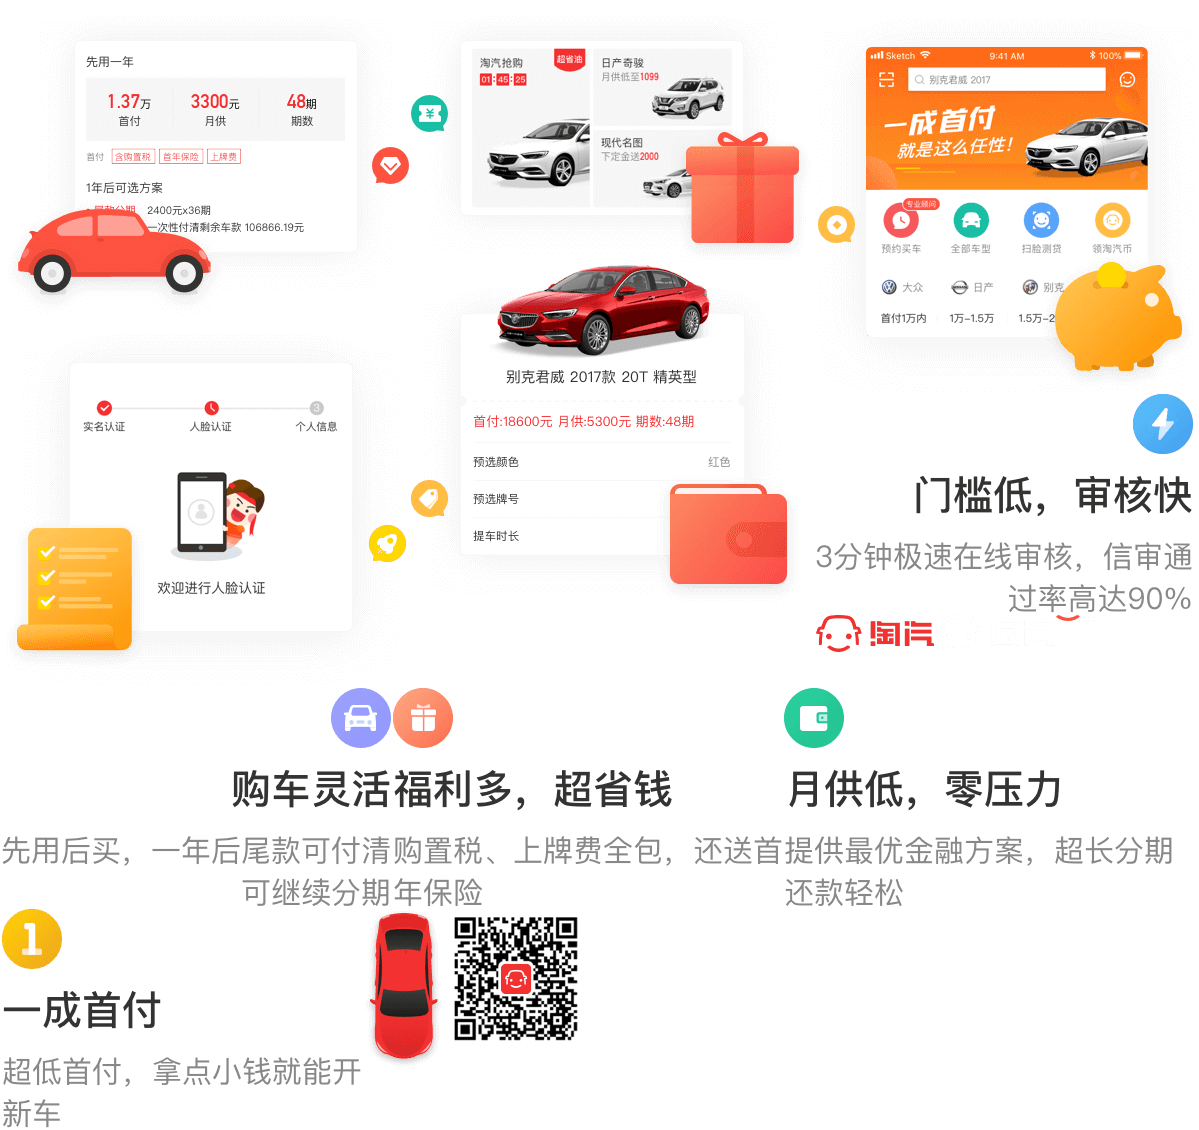 先用一年
1.37万
3300元
48期
首付
月供
期数
首付 含购置税 首年保险 上牌费
1年后可选方案
尾款分期 2400元x36期
一次性付清剩余车款 106866.19元
淘汽抢购
超省油
01:45:25
日产奇骏
月供低至1099
现代名图
下定金送2000
Sketch
9:41 AM
100%
别克君威 2017
一成首付
就是这么任性!
专业顾问
预约买车
全部车型
扫脸测贷
领淘汽币
大众
日产
别克
首付1万内
1万-1.5万
1.5万-2
别克君威 2017款 20T 精英型
首付:18600元 月供:5300元 期数:48期
预选颜色 红色
预选牌号
提车时长
3
实名认证
人脸认证
个人信息
欢迎进行人脸认证
门槛低，审核快
3分钟极速在线审核，信审通
过率高达90%
淘汽
购车灵活福利多，超省钱
月供低，零压力
先用后买，一年后尾款可付清购置税、上牌费全包，还送首提供最优金融方案，超长分期
可继续分期年保险
还款轻松
1
一成首付
超低首付，拿点小钱就能开
新车